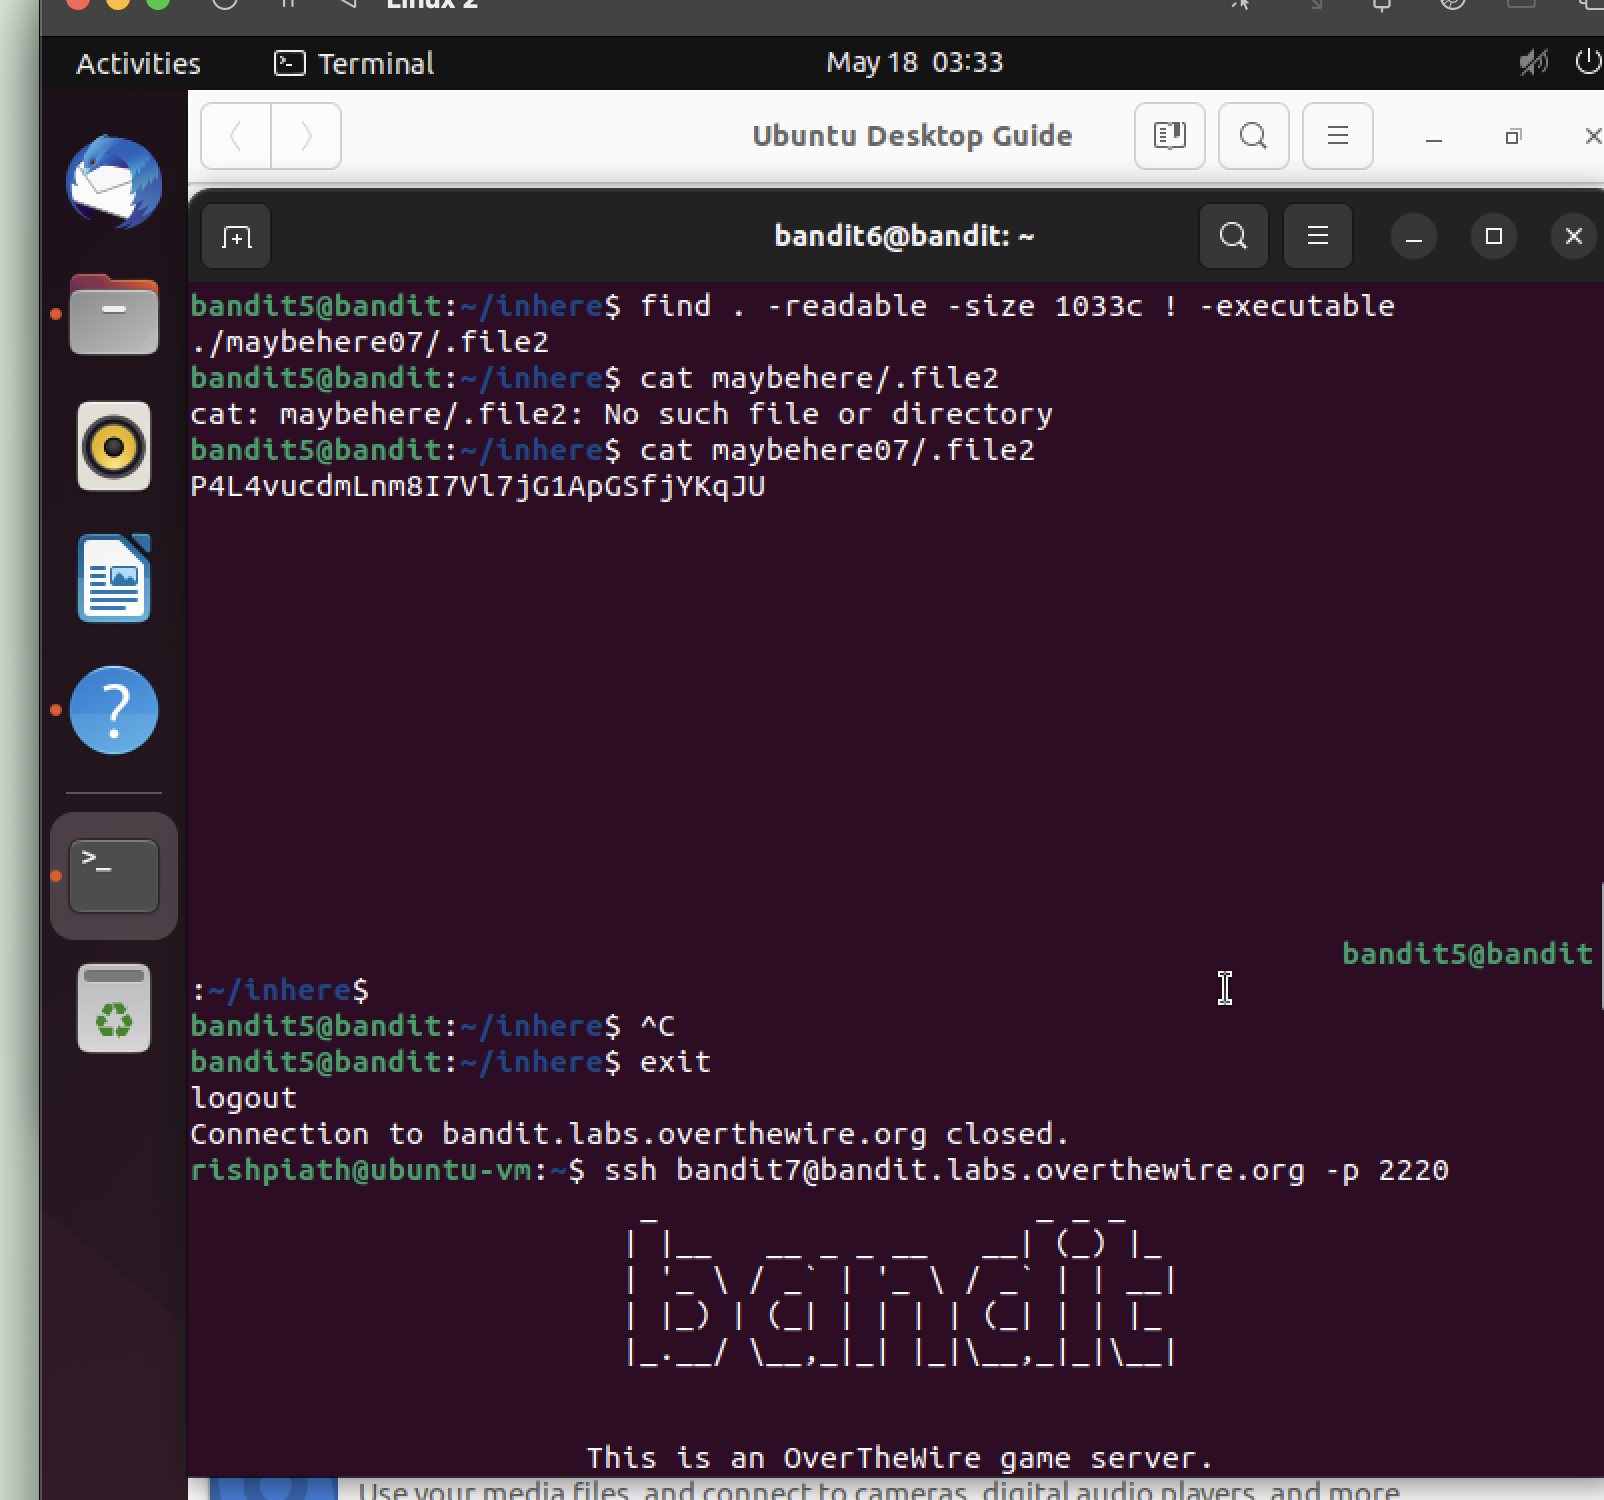 Linux 2
Activities Terminal May 18 03:33
Ubuntu Desktop Guide
bandit6@bandit: ~
bandit5@bandit:~/inhere$ find . -readable -size 1033c ! -executable
./maybehere07/.file2
bandit5@bandit:~/inhere$ cat maybehere/.file2
cat: maybehere/.file2: No such file or directory
bandit5@bandit:~/inhere$ cat maybehere07/.file2
P4L4vucdmLnm8I7Vl7jG1ApGSfjYKqJU
bandit5@bandit
:~/inhere$
bandit5@bandit:~/inhere$ ^C
bandit5@bandit:~/inhere$ exit
logout
Connection to bandit.labs.overthewire.org closed.
rishpiath@ubuntu-vm:~$ ssh bandit7@bandit.labs.overthewire.org -p 2220
bandit
This is an OverTheWire game server.
Use your media files, and connect to cameras, digital audio players, and more